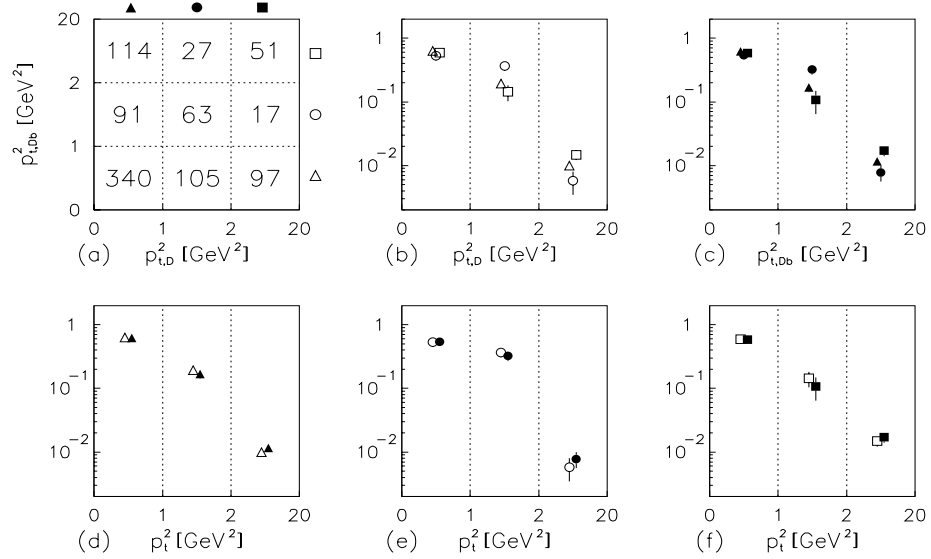 20 114 27 51
2
91 63 17
1
340 105 97
0
p²t,Db [GeV²]
0 1 2 20
(a) p²t,D [GeV²]
1
10⁻¹
10⁻²
0 1 2 20
(b) p²t,D [GeV²]
1
10⁻¹
10⁻²
0 1 2 20
(c) p²t,Db [GeV²]
1
10⁻¹
10⁻²
0 1 2 20
(d) p²t [GeV²]
1
10⁻¹
10⁻²
0 1 2 20
(e) p²t [GeV²]
1
10⁻¹
10⁻²
0 1 2 20
(f) p²t [GeV²]